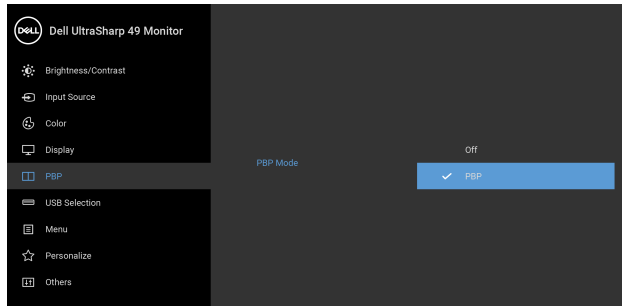 DELL Dell UltraSharp 49 Monitor
Brightness/Contrast
Input Source
Color
Display
PBP
USB Selection
Menu
Personalize
Others
PBP Mode
Off
PBP